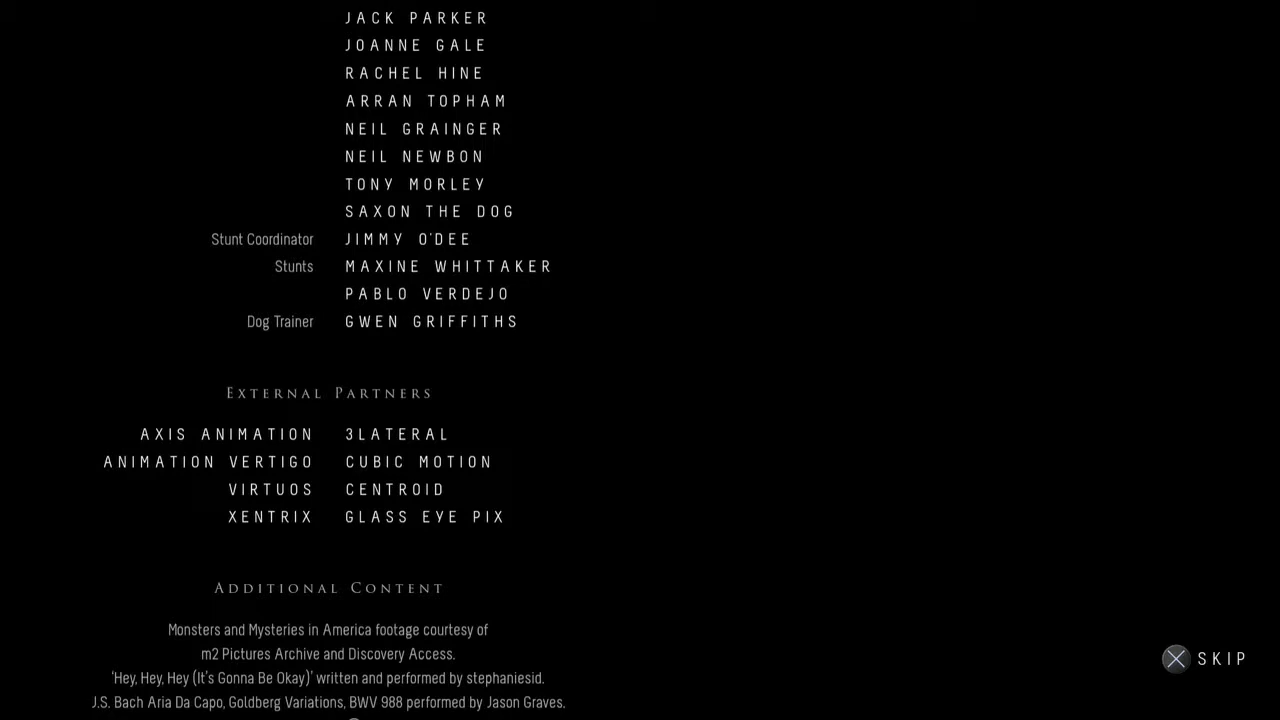 JACK PARKER
JOANNE GALE
RACHEL HINE
ARRAN TOPHAM
NEIL GRAINGER
NEIL NEWBON
TONY MORLEY
SAXON THE DOG
Stunt Coordinator JIMMY O'DEE
Stunts MAXINE WHITTAKER
PABLO VERDEJO
Dog Trainer GWEN GRIFFITHS
EXTERNAL PARTNERS
AXIS ANIMATION 3LATERAL
ANIMATION VERTIGO CUBIC MOTION
VIRTUOS CENTROID
XENTRIX GLASS EYE PIX
ADDITIONAL CONTENT
Monsters and Mysteries in America footage courtesy of
m2 Pictures Archive and Discovery Access.
'Hey, Hey, Hey (It's Gonna Be Okay)' written and performed by stephaniesid.
J.S. Bach Aria Da Capo, Goldberg Variations, BWV 988 performed by Jason Graves.
SKIP